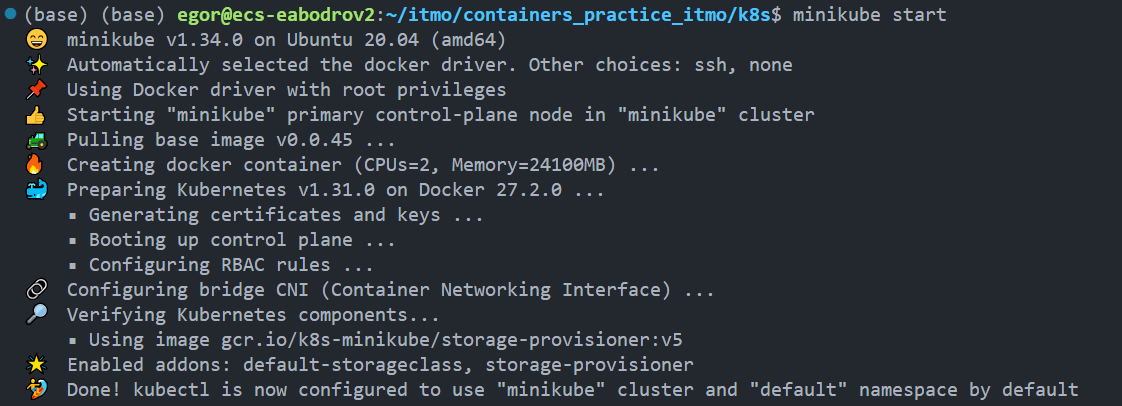 (base) (base) egor@ecs-eabodrov2:~/itmo/containers_practice_itmo/k8s$ minikube start
😄 minikube v1.34.0 on Ubuntu 20.04 (amd64)
✨ Automatically selected the docker driver. Other choices: ssh, none
📌 Using Docker driver with root privileges
👍 Starting "minikube" primary control-plane node in "minikube" cluster
🚜 Pulling base image v0.0.45 ...
🔥 Creating docker container (CPUs=2, Memory=24100MB) ...
🐳 Preparing Kubernetes v1.31.0 on Docker 27.2.0 ...
▪ Generating certificates and keys ...
▪ Booting up control plane ...
▪ Configuring RBAC rules ...
🔗 Configuring bridge CNI (Container Networking Interface) ...
🔎 Verifying Kubernetes components...
▪ Using image gcr.io/k8s-minikube/storage-provisioner:v5
🌟 Enabled addons: default-storageclass, storage-provisioner
🏄 Done! kubectl is now configured to use "minikube" cluster and "default" namespace by default